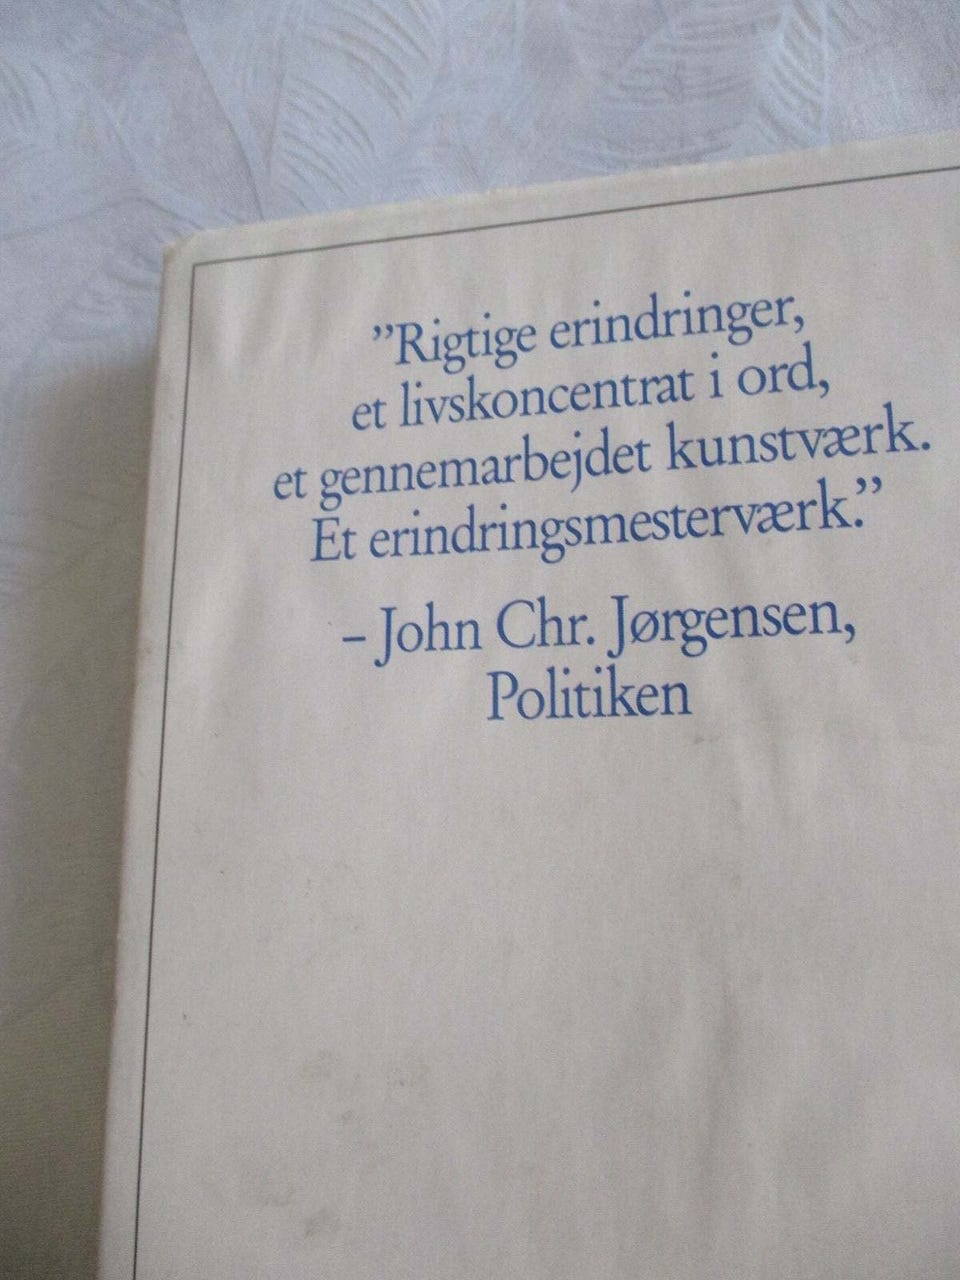 ”Rigtige erindringer,
et livskoncentrat i ord,
et gennemarbejdet kunstværk.
Et erindringsmesterværk.”
– John Chr. Jørgensen,
Politiken